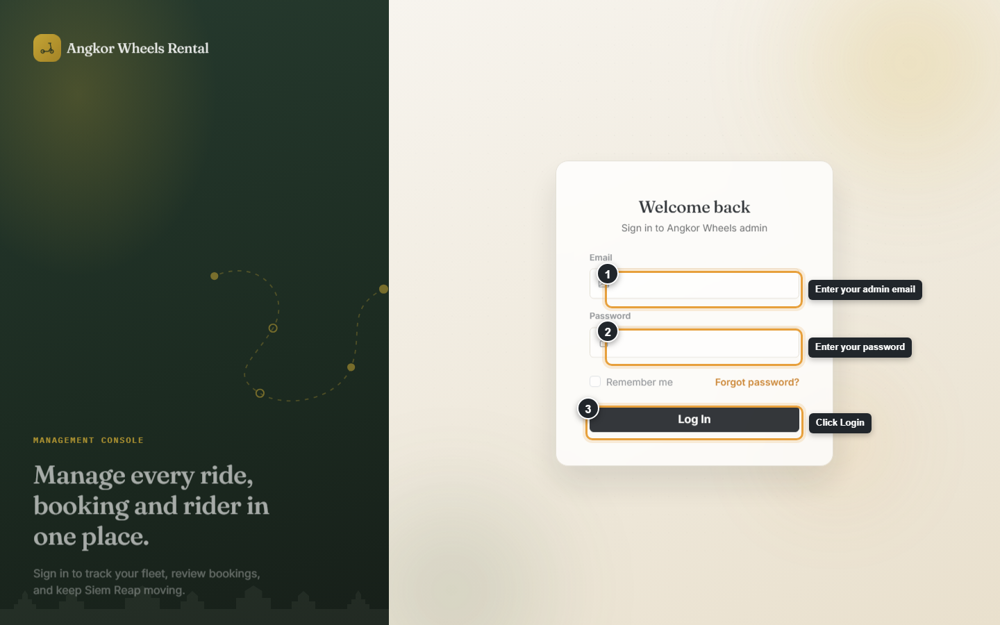 Angkor Wheels Rental
MANAGEMENT CONSOLE
Manage every ride,
booking and rider in
one place.
Sign in to track your fleet, review bookings,
and keep Siem Reap moving.
Welcome back
Sign in to Angkor Wheels admin
Email
1
Enter your admin email
Password
2
Enter your password
Remember me
Forgot password?
3
Log In
Click Login